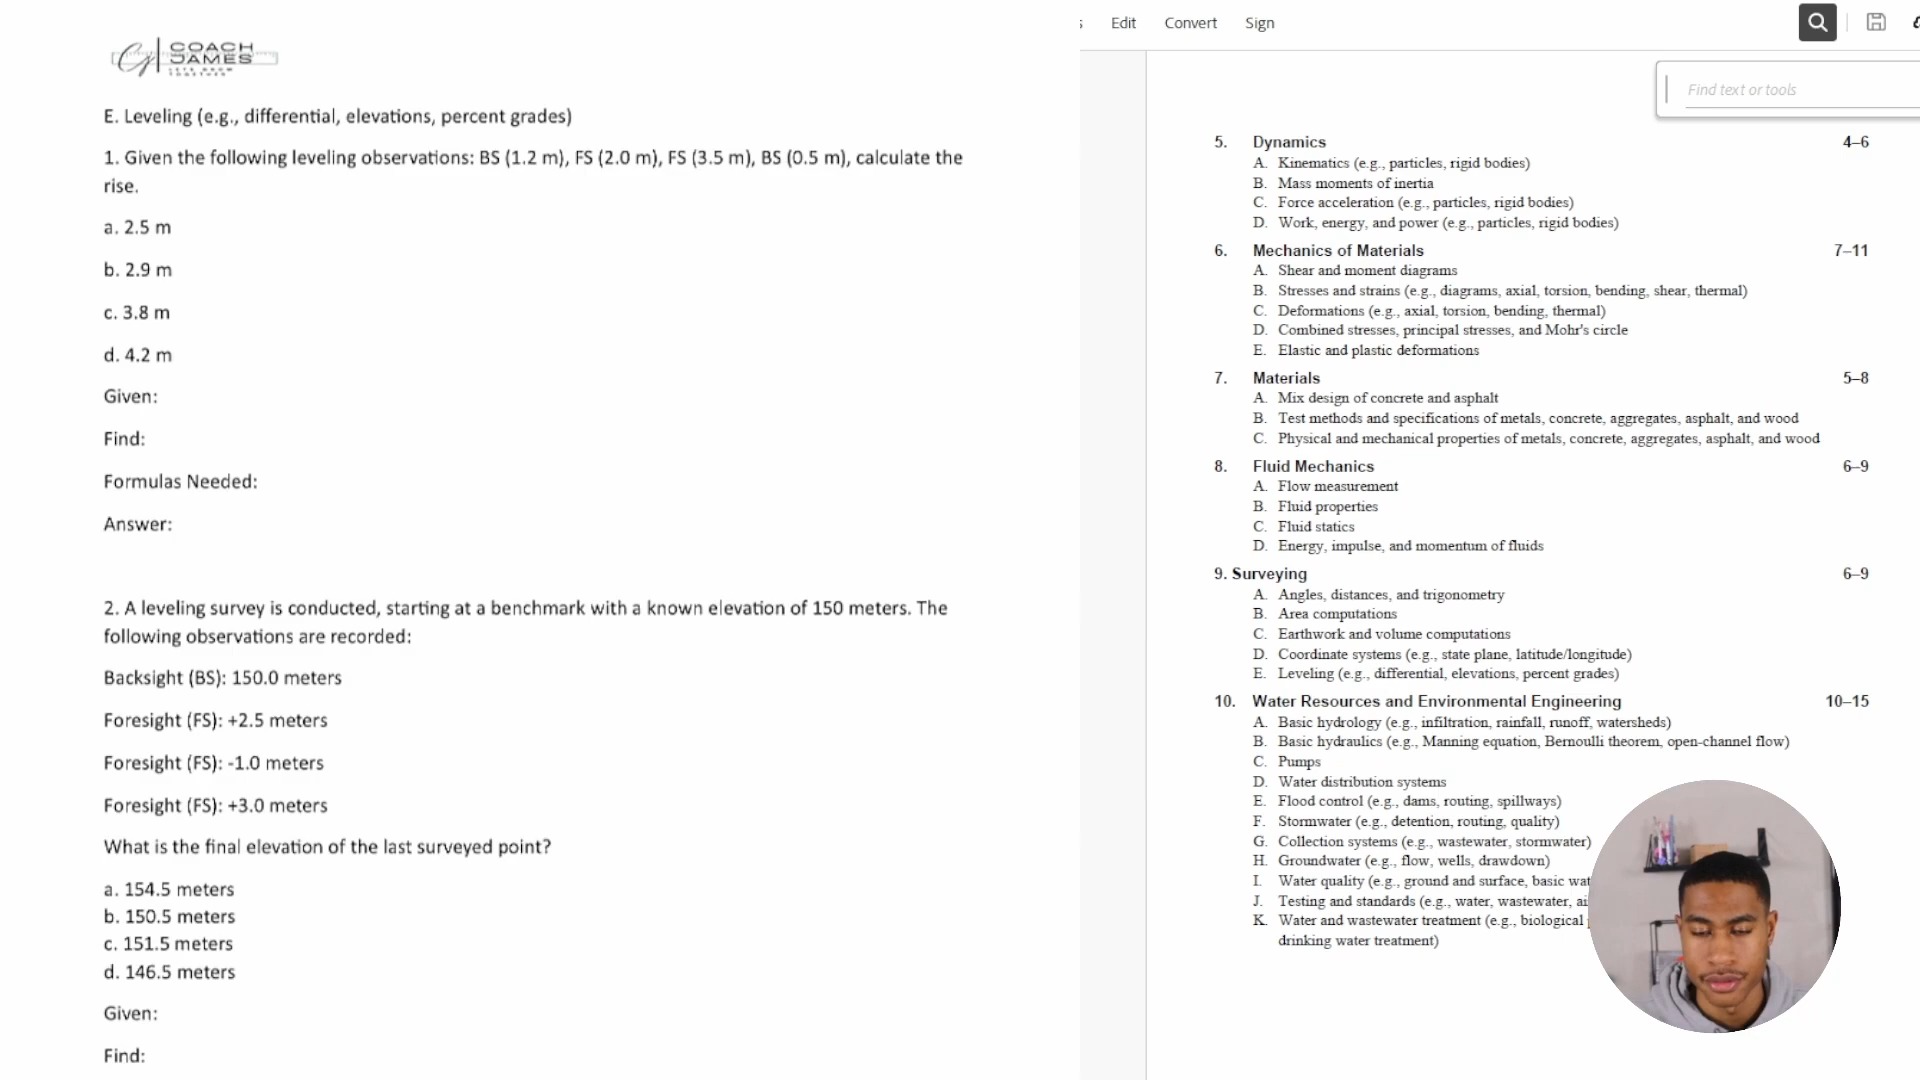 COACH
JAMES
E. Leveling (e.g., differential, elevations, percent grades)
1. Given the following leveling observations: BS (1.2 m), FS (2.0 m), FS (3.5 m), BS (0.5 m), calculate the
rise.
a. 2.5 m
b. 2.9 m
c. 3.8 m
d. 4.2 m
Given:
Find:
Formulas Needed:
Answer:
2. A leveling survey is conducted, starting at a benchmark with a known elevation of 150 meters. The
following observations are recorded:
Backsight (BS): 150.0 meters
Foresight (FS): +2.5 meters
Foresight (FS): -1.0 meters
Foresight (FS): +3.0 meters
What is the final elevation of the last surveyed point?
a. 154.5 meters
b. 150.5 meters
c. 151.5 meters
d. 146.5 meters
Given:
Find:
Edit Convert Sign
Find text or tools
5. Dynamics 4–6
A. Kinematics (e.g., particles, rigid bodies)
B. Mass moments of inertia
C. Force acceleration (e.g., particles, rigid bodies)
D. Work, energy, and power (e.g., particles, rigid bodies)
6. Mechanics of Materials 7–11
A. Shear and moment diagrams
B. Stresses and strains (e.g., diagrams, axial, torsion, bending, shear, thermal)
C. Deformations (e.g., axial, torsion, bending, thermal)
D. Combined stresses, principal stresses, and Mohr's circle
E. Elastic and plastic deformations
7. Materials 5–8
A. Mix design of concrete and asphalt
B. Test methods and specifications of metals, concrete, aggregates, asphalt, and wood
C. Physical and mechanical properties of metals, concrete, aggregates, asphalt, and wood
8. Fluid Mechanics 6–9
A. Flow measurement
B. Fluid properties
C. Fluid statics
D. Energy, impulse, and momentum of fluids
9. Surveying 6–9
A. Angles, distances, and trigonometry
B. Area computations
C. Earthwork and volume computations
D. Coordinate systems (e.g., state plane, latitude/longitude)
E. Leveling (e.g., differential, elevations, percent grades)
10. Water Resources and Environmental Engineering 10–15
A. Basic hydrology (e.g., infiltration, rainfall, runoff, watersheds)
B. Basic hydraulics (e.g., Manning equation, Bernoulli theorem, open-channel flow)
C. Pumps
D. Water distribution systems
E. Flood control (e.g., dams, routing, spillways)
F. Stormwater (e.g., detention, routing, quality)
G. Collection systems (e.g., wastewater, stormwater)
H. Groundwater (e.g., flow, wells, drawdown)
I. Water quality (e.g., ground and surface, basic
J. Testing and standards (e.g., water, wastewater,
K. Water and wastewater treatment (e.g., biological
drinking water treatment)